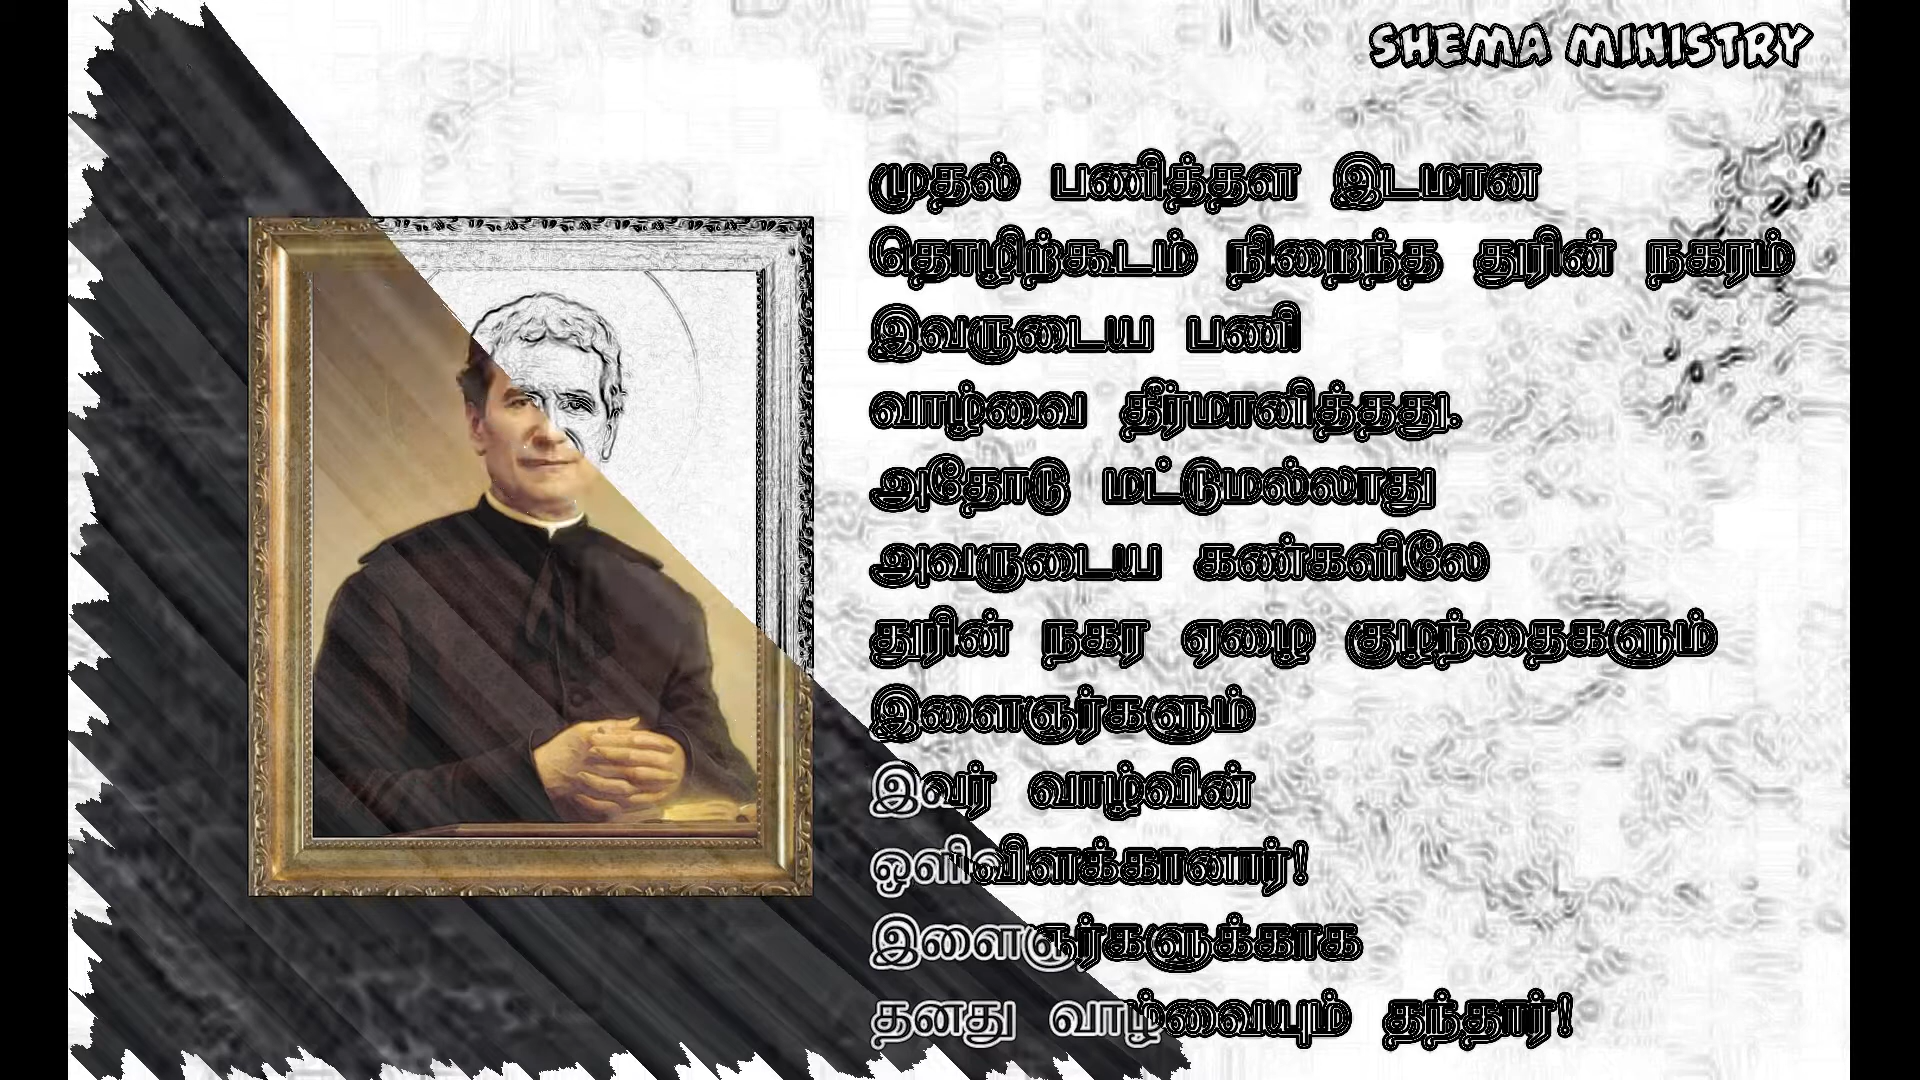 SHEMA MINISTRY
முதல் பணித்தள இடமான
தொழிற்கூடம் நிறைந்த துரின் நகரம்
இவருடைய பணி
வாழ்வை தீர்மானித்தது.
அதோடு மட்டுமல்லாது
அவருடைய கண்களிலே
துரின் நகர ஏழை குழந்தைகளும்
இளைஞர்களும்
இவர் வாழ்வின்
ஒளிவிளக்கானார்!
இளைஞர்களுக்காக
தனது வாழ்வையும் தந்தார்!